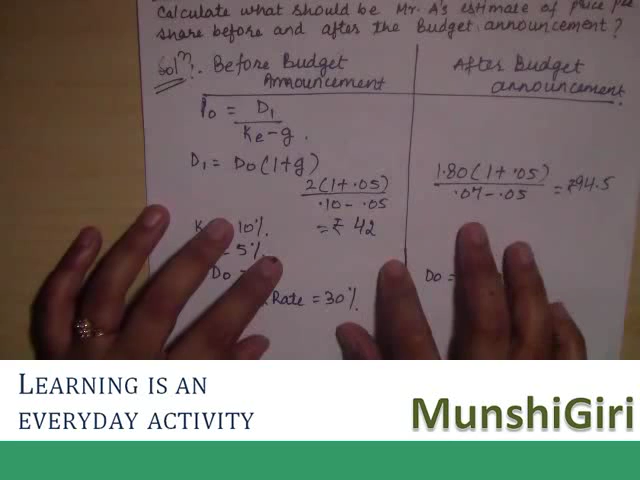 Calculate what should be Mr. A's estimate of price per
share before and after the Budget announcement?
Solⁿ:. Before Budget Announcement
P₀ = D₁ / Ke – g.
D₁ = D₀ (1+g)
2(1+.05) / .10 – .05
= ₹ 42
K 10%.
= 5%.
D₀ =
Rate = 30%.
After Budget announcement.
1.80(1+.05) / .07 – .05 = ₹94.5
D₀ =
LEARNING IS AN
EVERYDAY ACTIVITY
MunshiGiri